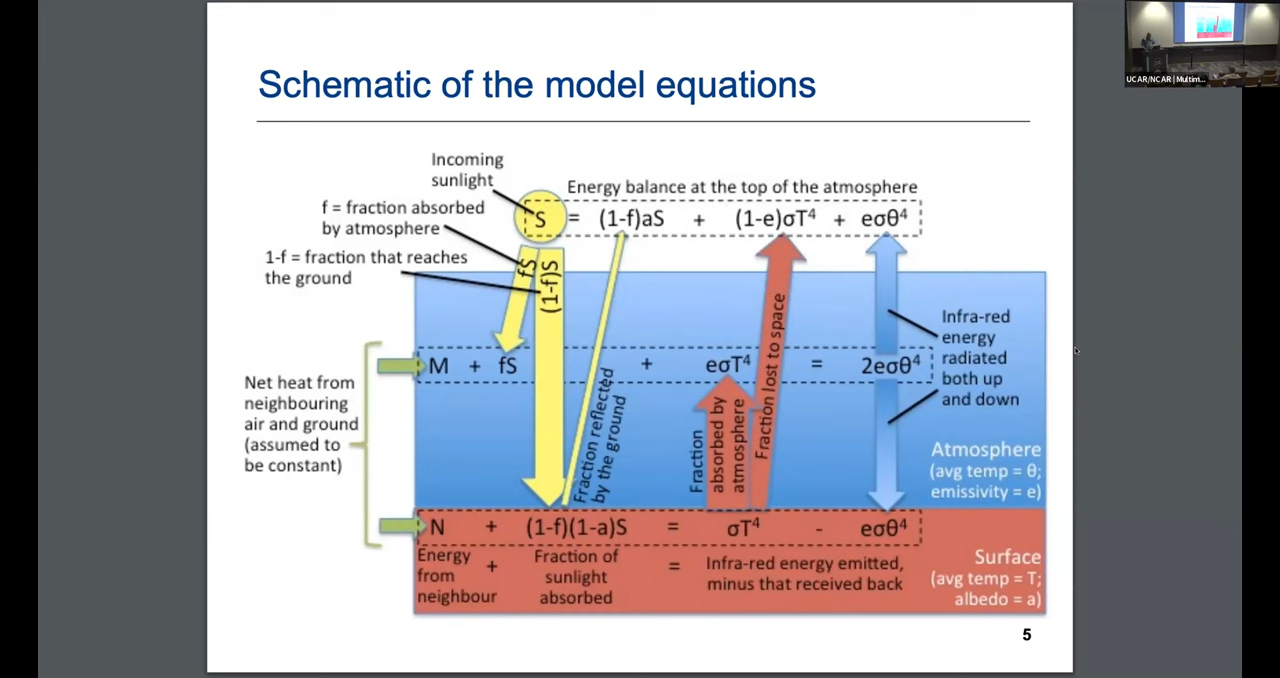 UCAR/NCAR | Multim...
Schematic of the model equations
Incoming
sunlight
Energy balance at the top of the atmosphere
S = (1-f)aS + (1-e)σT⁴ + eσθ⁴
f = fraction absorbed
by atmosphere
1-f = fraction that reaches
the ground
fS
(1-f)S
Infra-red
energy
radiated
both up
and down
M + fS + eσT⁴ = 2eσθ⁴
Net heat from
neighbouring
air and ground
(assumed to
be constant)
Fraction reflected
by the ground
Fraction
absorbed by
atmosphere
Fraction lost to space
Atmosphere
(avg temp = θ;
emissivity = e)
N + (1-f)(1-a)S = σT⁴ - eσθ⁴
Energy
from
neighbour
+
Fraction of
sunlight
absorbed
=
Infra-red energy emitted,
minus that received back
Surface
(avg temp = T;
albedo = a)
5